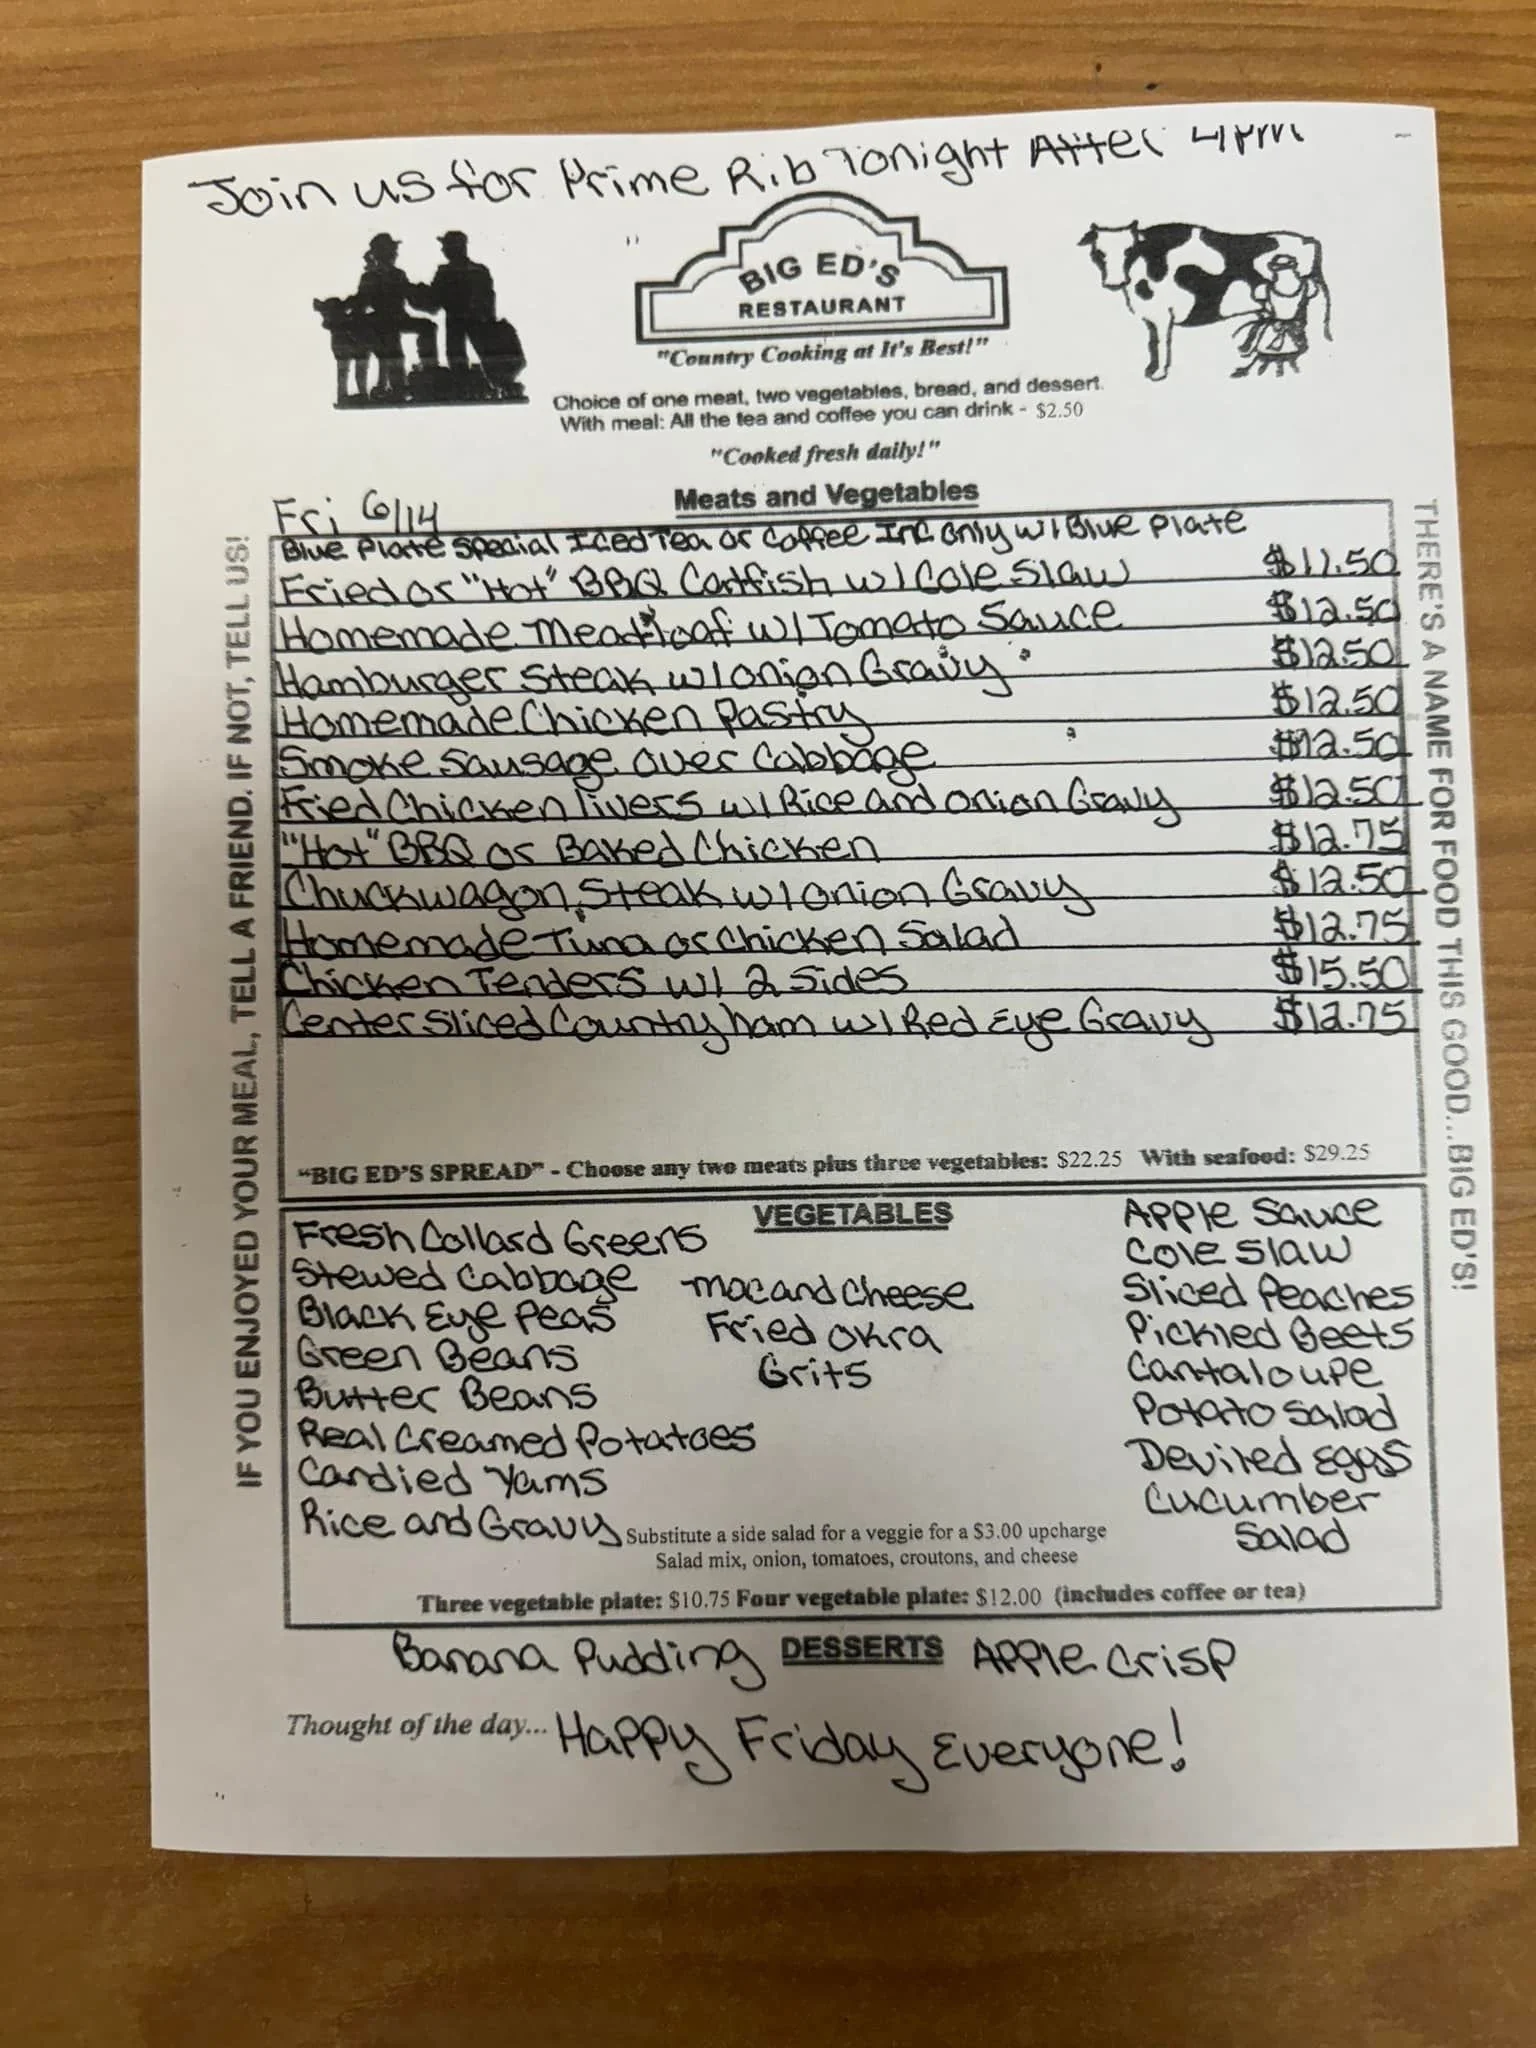 Join us for Prime Rib Tonight After 4pm
BIG ED'S
RESTAURANT
"Country Cooking at It's Best!"
Choice of one meat, two vegetables, bread, and dessert.
With meal: All the tea and coffee you can drink - $2.50
"Cooked fresh daily!"
Fri 6/14
Meats and Vegetables
Blue Plate Special Iced Tea or Coffee Inc only w/ Blue Plate
Fried or "Hot" BBQ Catfish w/ Cole Slaw $11.50
Homemade Meatloaf w/ Tomato Sauce $12.50
Hamburger Steak w/ onion Gravy $12.50
Homemade Chicken Pastry $12.50
Smoke Sausage over Cabbage $12.50
Fried Chicken livers w/ Rice and onion Gravy $12.50
"Hot" BBQ or Baked Chicken $12.75
Chuckwagon Steak w/ onion Gravy $12.50
Homemade Tuna or Chicken Salad $12.75
Chicken Tenders w/ 2 Sides $15.50
Center Sliced Country ham w/ Red Eye Gravy $12.75
"BIG ED'S SPREAD" - Choose any two meats plus three vegetables: $22.25 With seafood: $29.25
IF YOU ENJOYED YOUR MEAL, TELL A FRIEND. IF NOT, TELL US!
THERE'S A NAME FOR FOOD THIS GOOD...BIG ED'S!
VEGETABLES
Fresh Collard Greens
Stewed Cabbage
Black Eye Peas
Green Beans
Butter Beans
Real Creamed Potatoes
Candied Yams
Rice and Gravy
Mac and Cheese
Fried Okra
Grits
Apple Sauce
Cole Slaw
Sliced Peaches
Pickled Beets
Cantaloupe
Potato Salad
Deviled Eggs
Cucumber
Salad
Substitute a side salad for a veggie for a $3.00 upcharge
Salad mix, onion, tomatoes, croutons, and cheese
Three vegetable plate: $10.75 Four vegetable plate: $12.00 (includes coffee or tea)
Banana Pudding DESSERTS Apple Crisp
Thought of the day... Happy Friday Everyone!